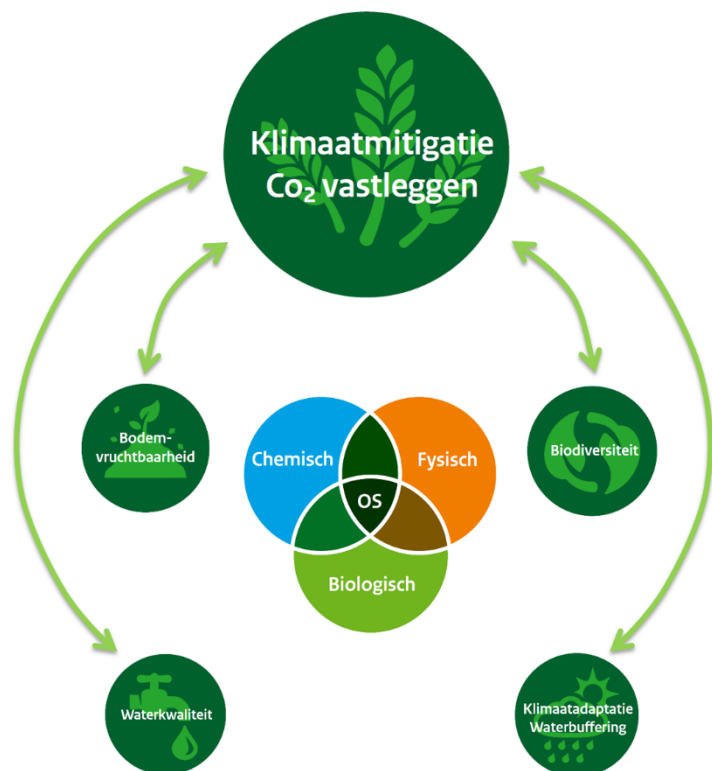 Klimaatmitigatie
Co₂ vastleggen
Bodem-
vruchtbaarheid
Chemisch
Fysisch
OS
Biologisch
Biodiversiteit
Waterkwaliteit
Klimaatadaptatie
Waterbuffering